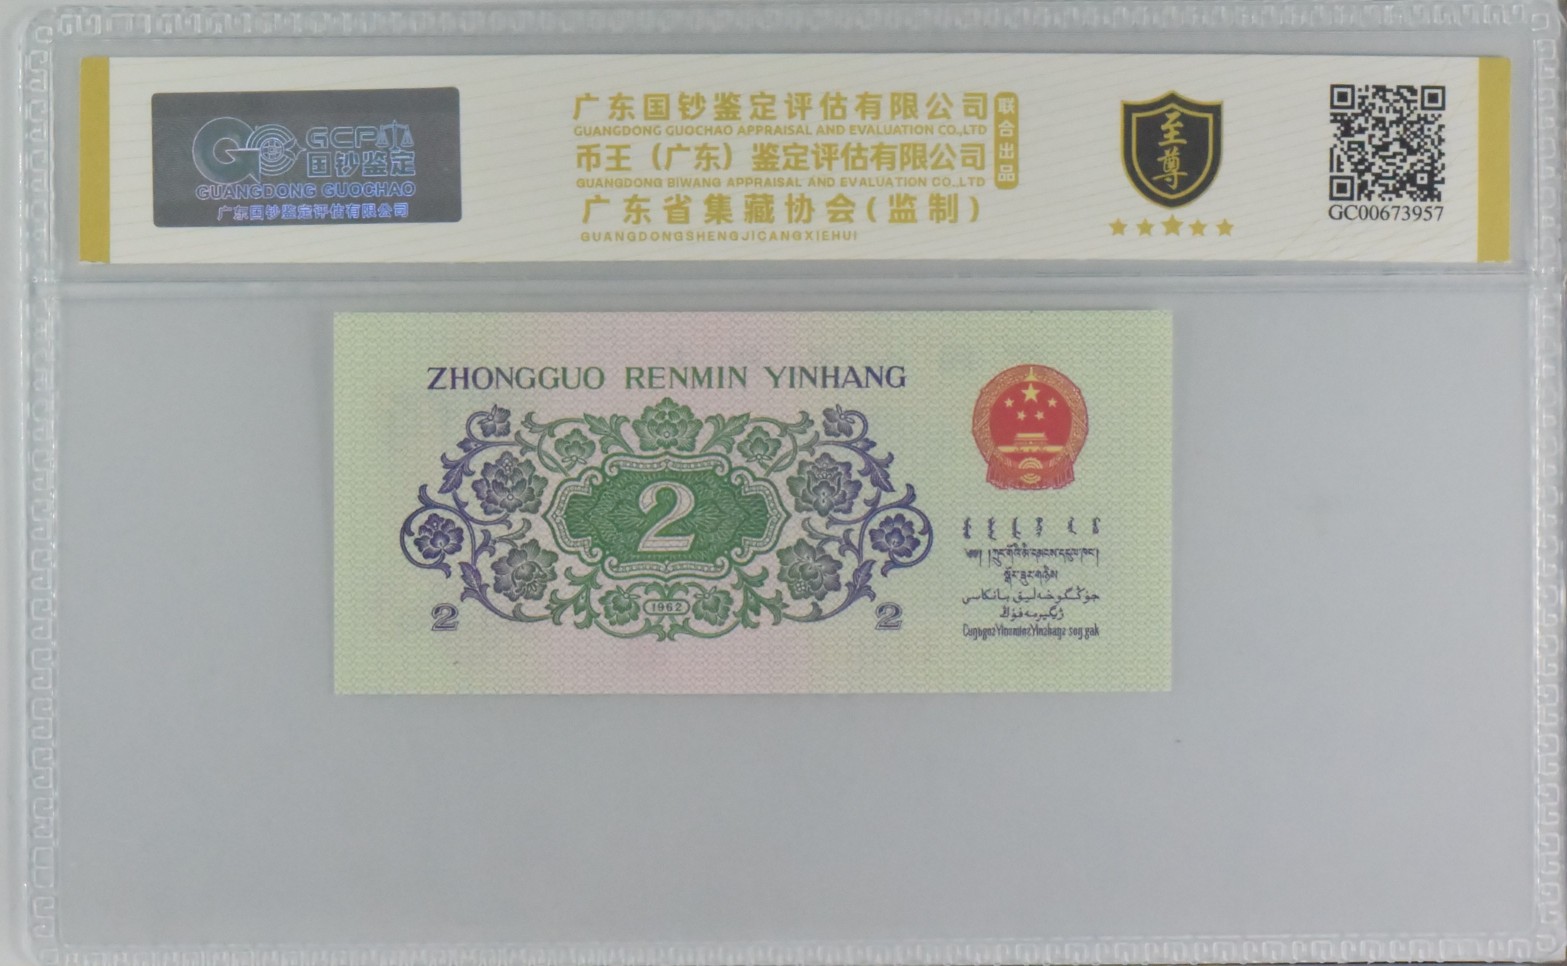 GCP
国钞鉴定
GUANGDONG GUOCHAO
广东国钞鉴定评估有限公司
广东国钞鉴定评估有限公司
GUANGDONG GUOCHAO APPRAISAL AND EVALUATION CO.,LTD
币王（广东）鉴定评估有限公司
GUANGDONG BIWANG APPRAISAL AND EVALUATION CO.,LTD
广东省集藏协会(监制)
GUANGDONGSHENGJICANGXIEHUI
联合出品
至尊
GC00673957
ZHONGGUO RENMIN YINHANG
2
1962
2 2